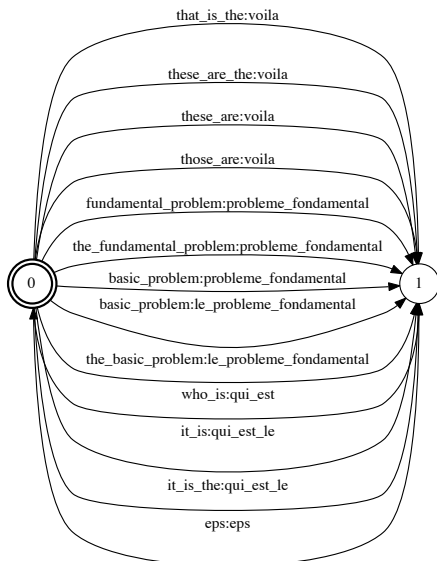 that_is_the:voila
these_are_the:voila
these_are:voila
those_are:voila
fundamental_problem:probleme_fondamental
the_fundamental_problem:probleme_fondamental
basic_problem:probleme_fondamental
0
1
basic_problem:le_probleme_fondamental
the_basic_problem:le_probleme_fondamental
who_is:qui_est
it_is:qui_est_le
it_is_the:qui_est_le
eps:eps